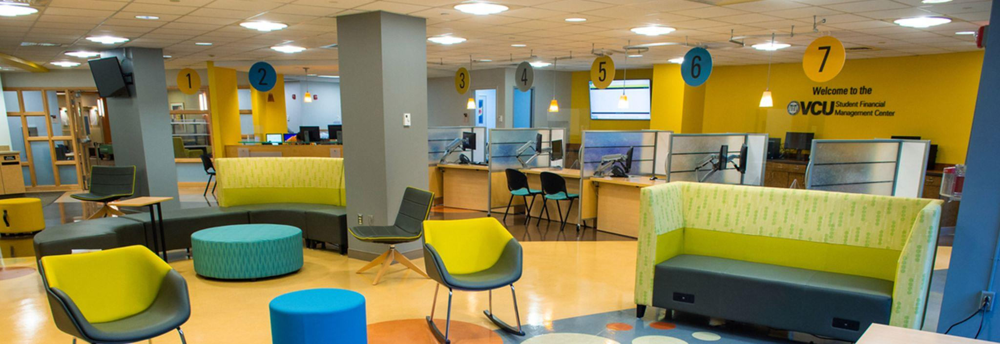 1
2
3
4
5
6
7
Welcome to the
VCU Student Financial
Management Center